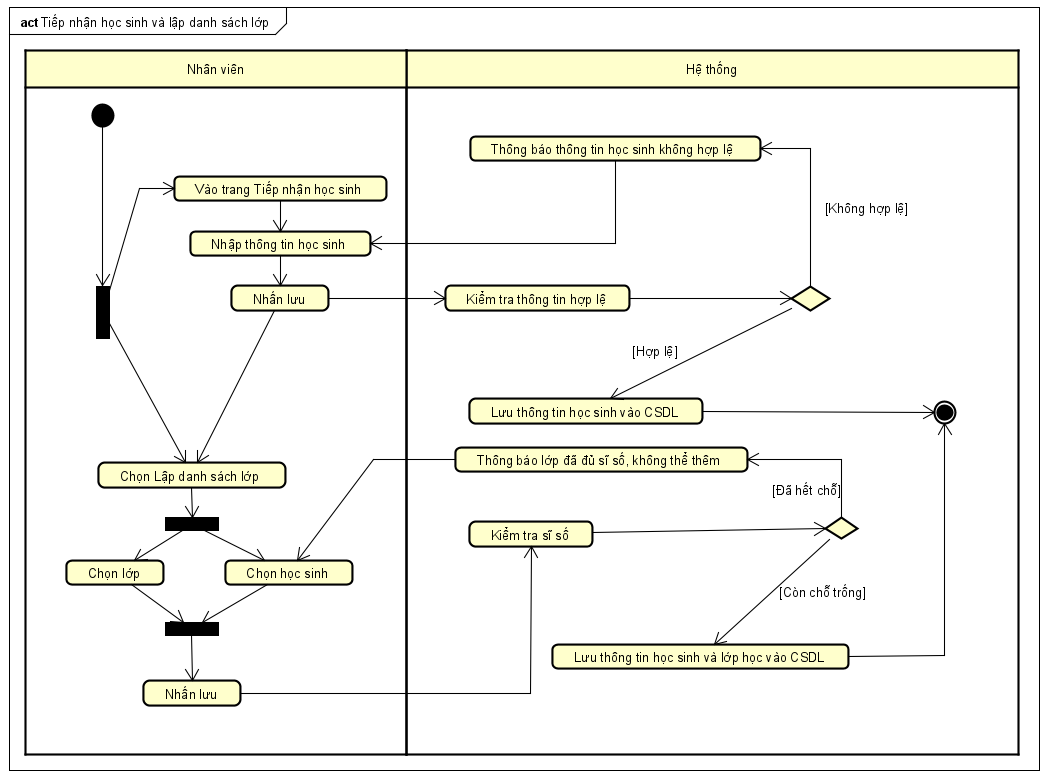 act Tiếp nhận học sinh và lập danh sách lớp
Nhân viên
Hệ thống
Thông báo thông tin học sinh không hợp lệ
Vào trang Tiếp nhận học sinh
[Không hợp lệ]
Nhập thông tin học sinh
Nhấn lưu
Kiểm tra thông tin hợp lệ
[Hợp lệ]
Lưu thông tin học sinh vào CSDL
Thông báo lớp đã đủ sĩ số, không thể thêm
Chọn Lập danh sách lớp
[Đã hết chỗ]
Kiểm tra sĩ số
Chọn lớp
Chọn học sinh
[Còn chỗ trống]
Lưu thông tin học sinh và lớp học vào CSDL
Nhấn lưu